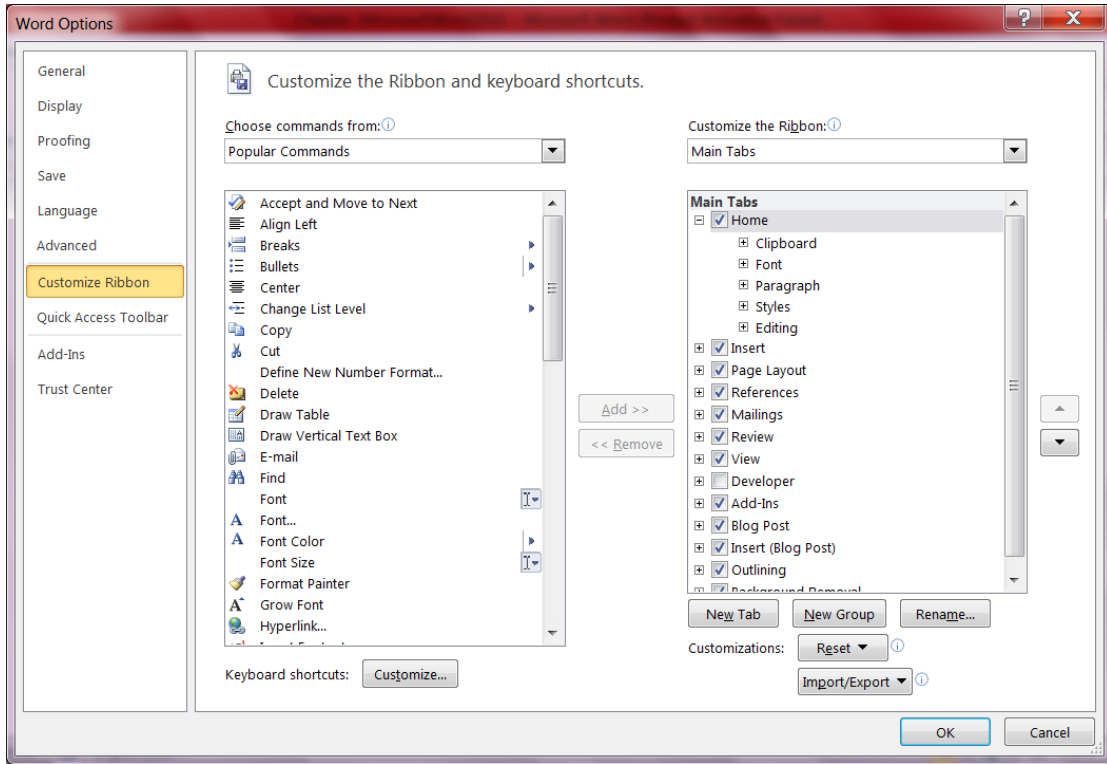 Word Options
General
Display
Proofing
Save
Language
Advanced
Customize Ribbon
Quick Access Toolbar
Add-Ins
Trust Center
Customize the Ribbon and keyboard shortcuts.
Choose commands from:
Popular Commands
Accept and Move to Next
Align Left
Breaks
Bullets
Center
Change List Level
Copy
Cut
Define New Number Format...
Delete
Draw Table
Draw Vertical Text Box
E-mail
Find
Font
Font...
Font Color
Font Size
Format Painter
Grow Font
Hyperlink...
Keyboard shortcuts: Customize...
Add >>
<< Remove
Customize the Ribbon:
Main Tabs
Main Tabs
Home
Clipboard
Font
Paragraph
Styles
Editing
Insert
Page Layout
References
Mailings
Review
View
Developer
Add-Ins
Blog Post
Insert (Blog Post)
Outlining
Background Removal
New Tab New Group Rename...
Customizations: Reset
Import/Export
OK Cancel